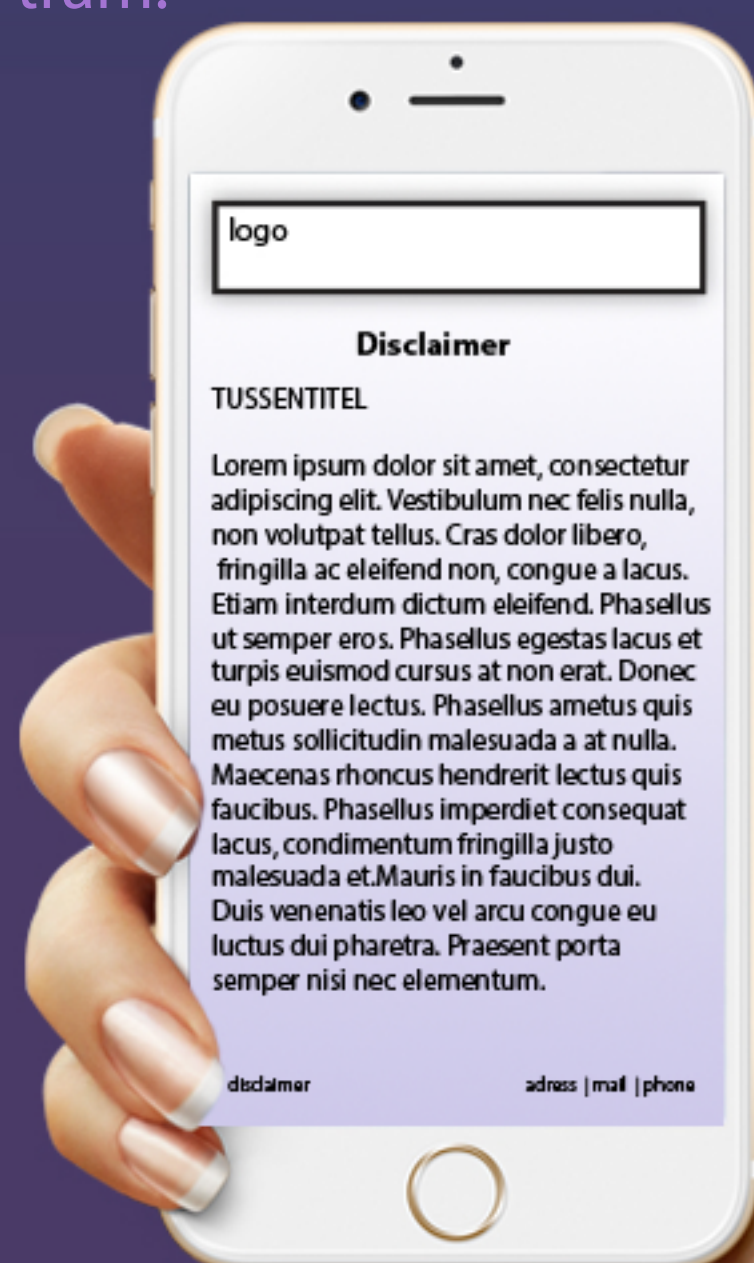 logo
Disclaimer
TUSSENTITEL
Lorem ipsum dolor sit amet, consectetur
adipiscing elit. Vestibulum nec felis nulla,
non volutpat tellus. Cras dolor libero,
fringilla ac eleifend non, congue a lacus.
Etiam interdum dictum eleifend. Phasellus
ut semper eros. Phasellus egestas lacus et
turpis euismod cursus at non erat. Donec
eu posuere lectus. Phasellus ametus quis
metus sollicitudin malesuada a at nulla.
Maecenas rhoncus hendrerit lectus quis
faucibus. Phasellus imperdiet consequat
lacus, condimentum fringilla justo
malesuada et.Mauris in faucibus dui.
Duis venenatis leo vel arcu congue eu
luctus dui pharetra. Praesent porta
semper nisi nec elementum.
disclaimer adress | mail | phone